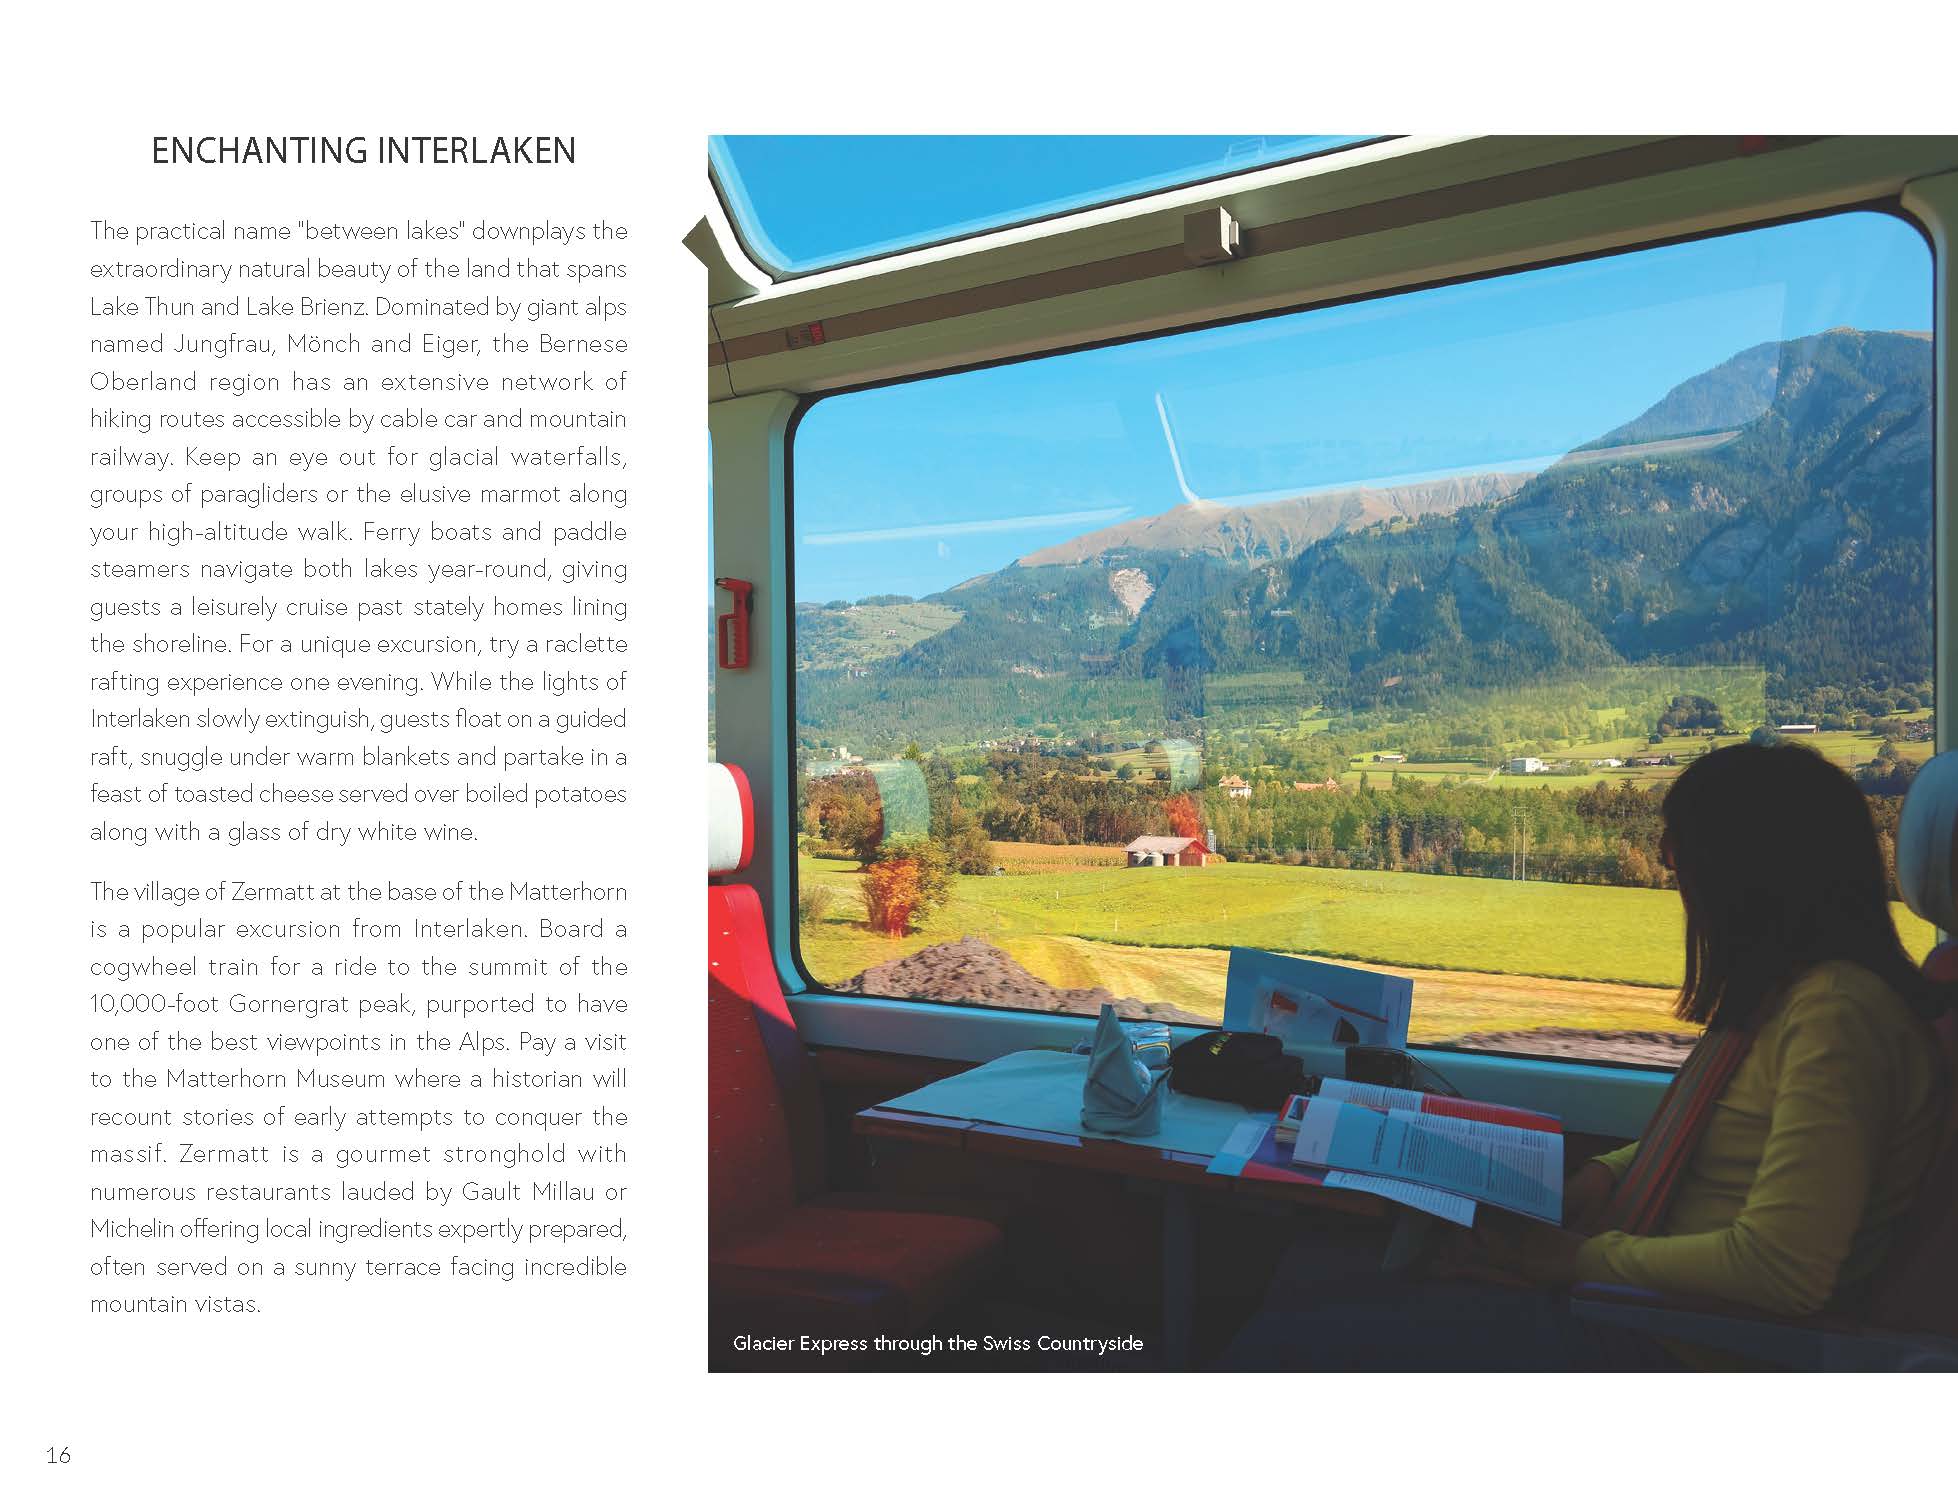 ENCHANTING INTERLAKEN
The practical name "between lakes" downplays the
extraordinary natural beauty of the land that spans
Lake Thun and Lake Brienz. Dominated by giant alps
named Jungfrau, Mönch and Eiger, the Bernese
Oberland region has an extensive network of
hiking routes accessible by cable car and mountain
railway. Keep an eye out for glacial waterfalls,
groups of paragliders or the elusive marmot along
your high-altitude walk. Ferry boats and paddle
steamers navigate both lakes year-round, giving
guests a leisurely cruise past stately homes lining
the shoreline. For a unique excursion, try a raclette
rafting experience one evening. While the lights of
Interlaken slowly extinguish, guests float on a guided
raft, snuggle under warm blankets and partake in a
feast of toasted cheese served over boiled potatoes
along with a glass of dry white wine.
The village of Zermatt at the base of the Matterhorn
is a popular excursion from Interlaken. Board a
cogwheel train for a ride to the summit of the
10,000-foot Gornergrat peak, purported to have
one of the best viewpoints in the Alps. Pay a visit
to the Matterhorn Museum where a historian will
recount stories of early attempts to conquer the
massif. Zermatt is a gourmet stronghold with
numerous restaurants lauded by Gault Millau or
Michelin offering local ingredients expertly prepared,
often served on a sunny terrace facing incredible
mountain vistas.
Glacier Express through the Swiss Countryside
16